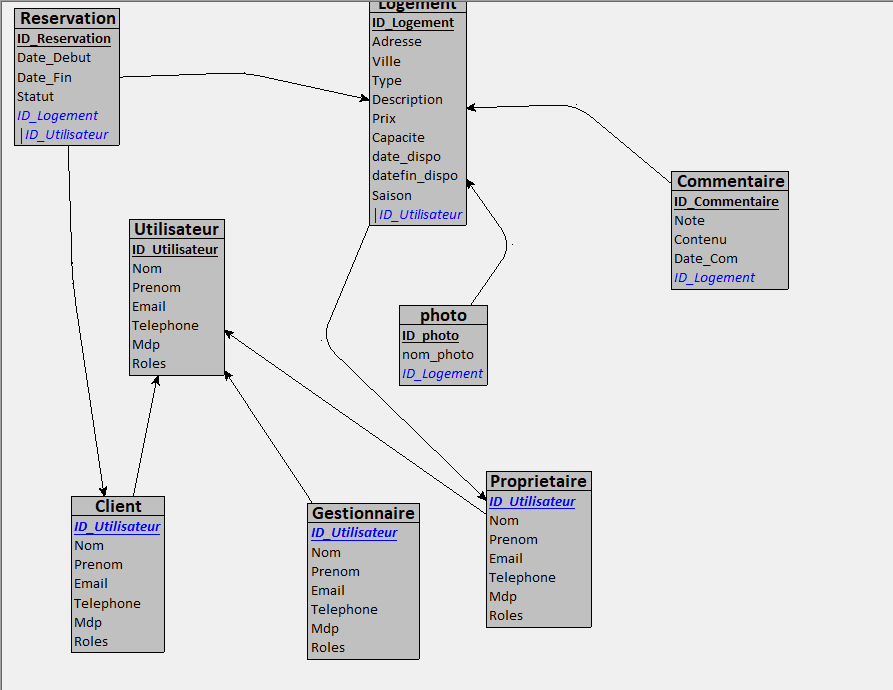 Reservation
ID_Reservation
Date_Debut
Date_Fin
Statut
ID_Logement
|ID_Utilisateur
Logement
ID_Logement
Adresse
Ville
Type
Description
Prix
Capacite
date_dispo
datefin_dispo
Saison
|ID_Utilisateur
Commentaire
ID_Commentaire
Note
Contenu
Date_Com
ID_Logement
Utilisateur
ID_Utilisateur
Nom
Prenom
Email
Telephone
Mdp
Roles
photo
ID_photo
nom_photo
ID_Logement
Client
ID_Utilisateur
Nom
Prenom
Email
Telephone
Mdp
Roles
Gestionnaire
ID_Utilisateur
Nom
Prenom
Email
Telephone
Mdp
Roles
Proprietaire
ID_Utilisateur
Nom
Prenom
Email
Telephone
Mdp
Roles